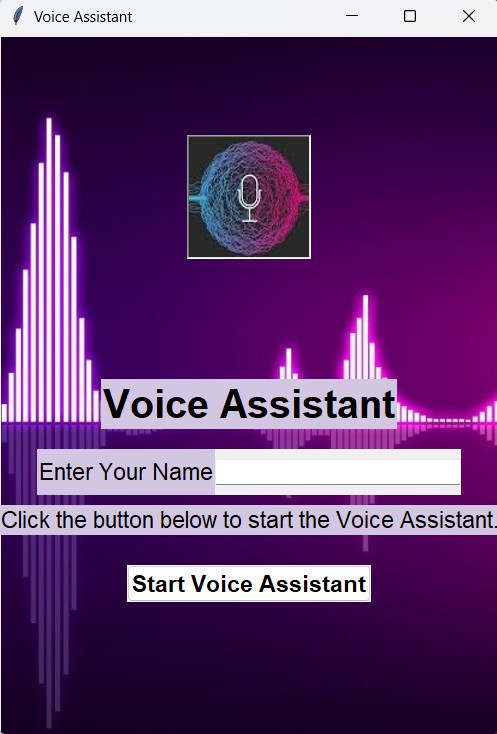 Voice Assistant
Voice Assistant
Enter Your Name
Click the button below to start the Voice Assistant.
Start Voice Assistant